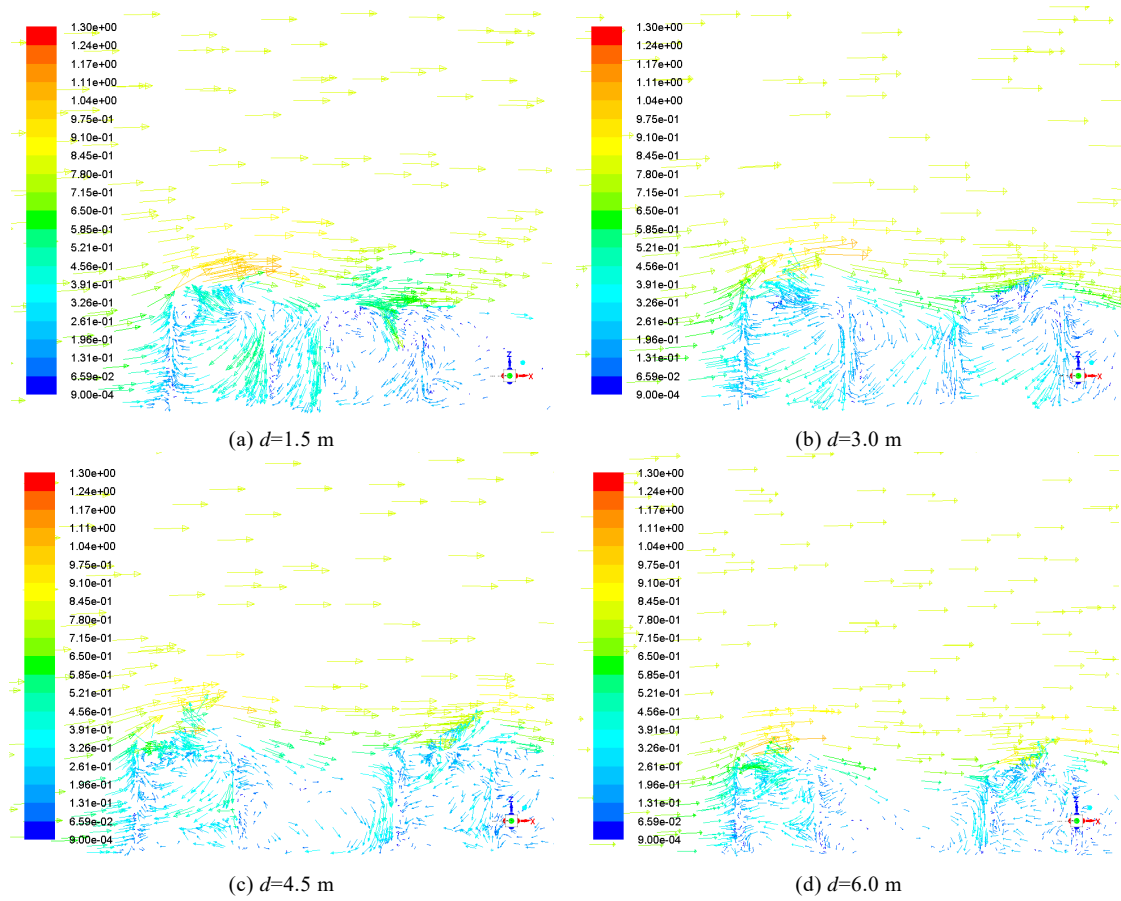 1.30e+00
1.24e+00
1.17e+00
1.11e+00
1.04e+00
9.75e-01
9.10e-01
8.45e-01
7.80e-01
7.15e-01
6.50e-01
5.85e-01
5.21e-01
4.56e-01
3.91e-01
3.26e-01
2.61e-01
1.96e-01
1.31e-01
6.59e-02
9.00e-04
Z
X
(a) d=1.5 m
1.30e+00
1.24e+00
1.17e+00
1.11e+00
1.04e+00
9.75e-01
9.10e-01
8.45e-01
7.80e-01
7.15e-01
6.50e-01
5.85e-01
5.21e-01
4.56e-01
3.91e-01
3.26e-01
2.61e-01
1.96e-01
1.31e-01
6.59e-02
9.00e-04
Z
X
(b) d=3.0 m
1.30e+00
1.24e+00
1.17e+00
1.11e+00
1.04e+00
9.75e-01
9.10e-01
8.45e-01
7.80e-01
7.15e-01
6.50e-01
5.85e-01
5.21e-01
4.56e-01
3.91e-01
3.26e-01
2.61e-01
1.96e-01
1.31e-01
6.59e-02
9.00e-04
Z
X
(c) d=4.5 m
1.30e+00
1.24e+00
1.17e+00
1.11e+00
1.04e+00
9.75e-01
9.10e-01
8.45e-01
7.80e-01
7.15e-01
6.50e-01
5.85e-01
5.21e-01
4.56e-01
3.91e-01
3.26e-01
2.61e-01
1.96e-01
1.31e-01
6.59e-02
9.00e-04
Z
X
(d) d=6.0 m